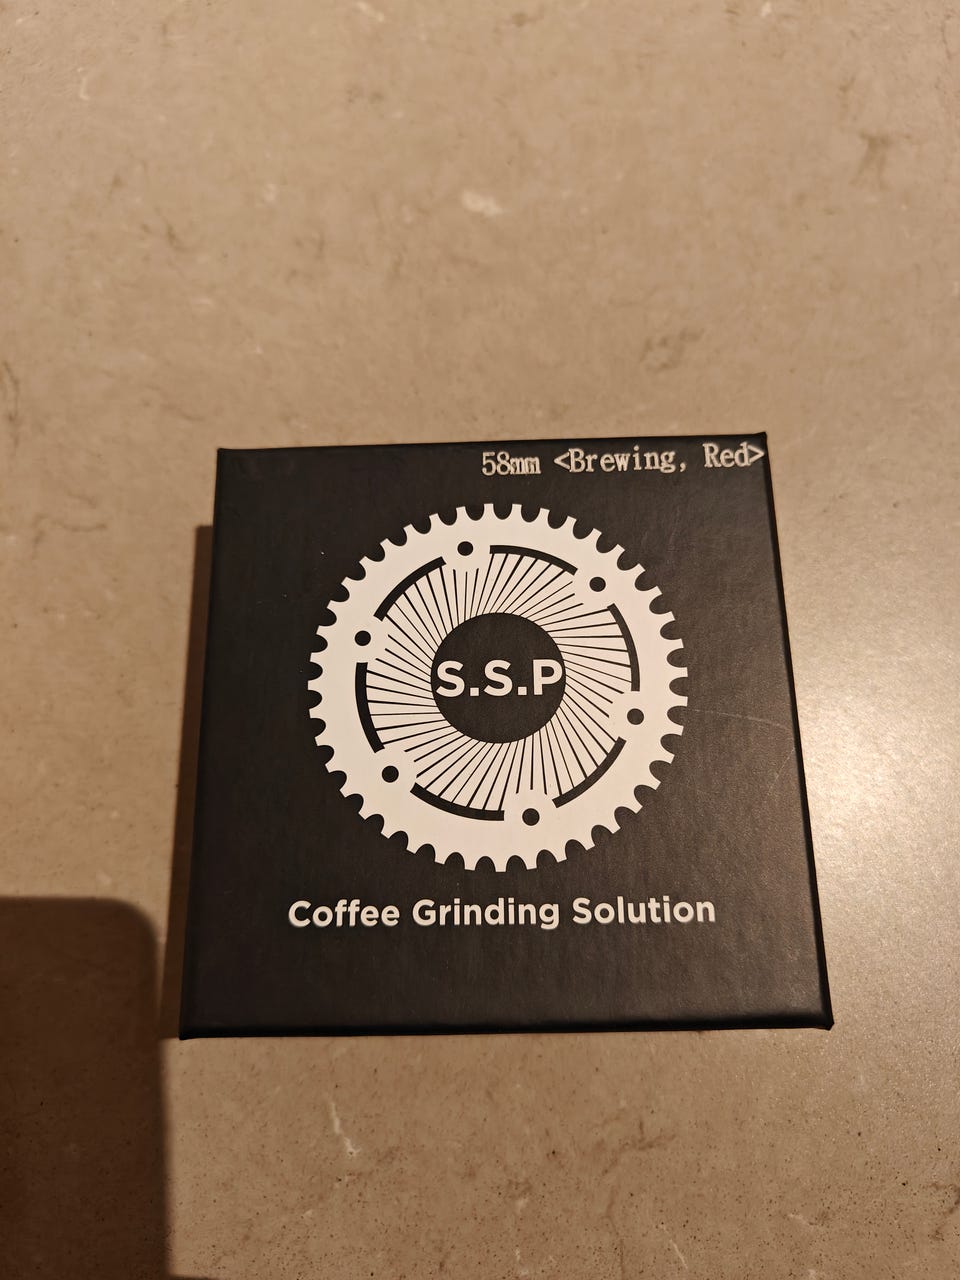 58mm <Brewing, Red>
S.S.P
Coffee Grinding Solution